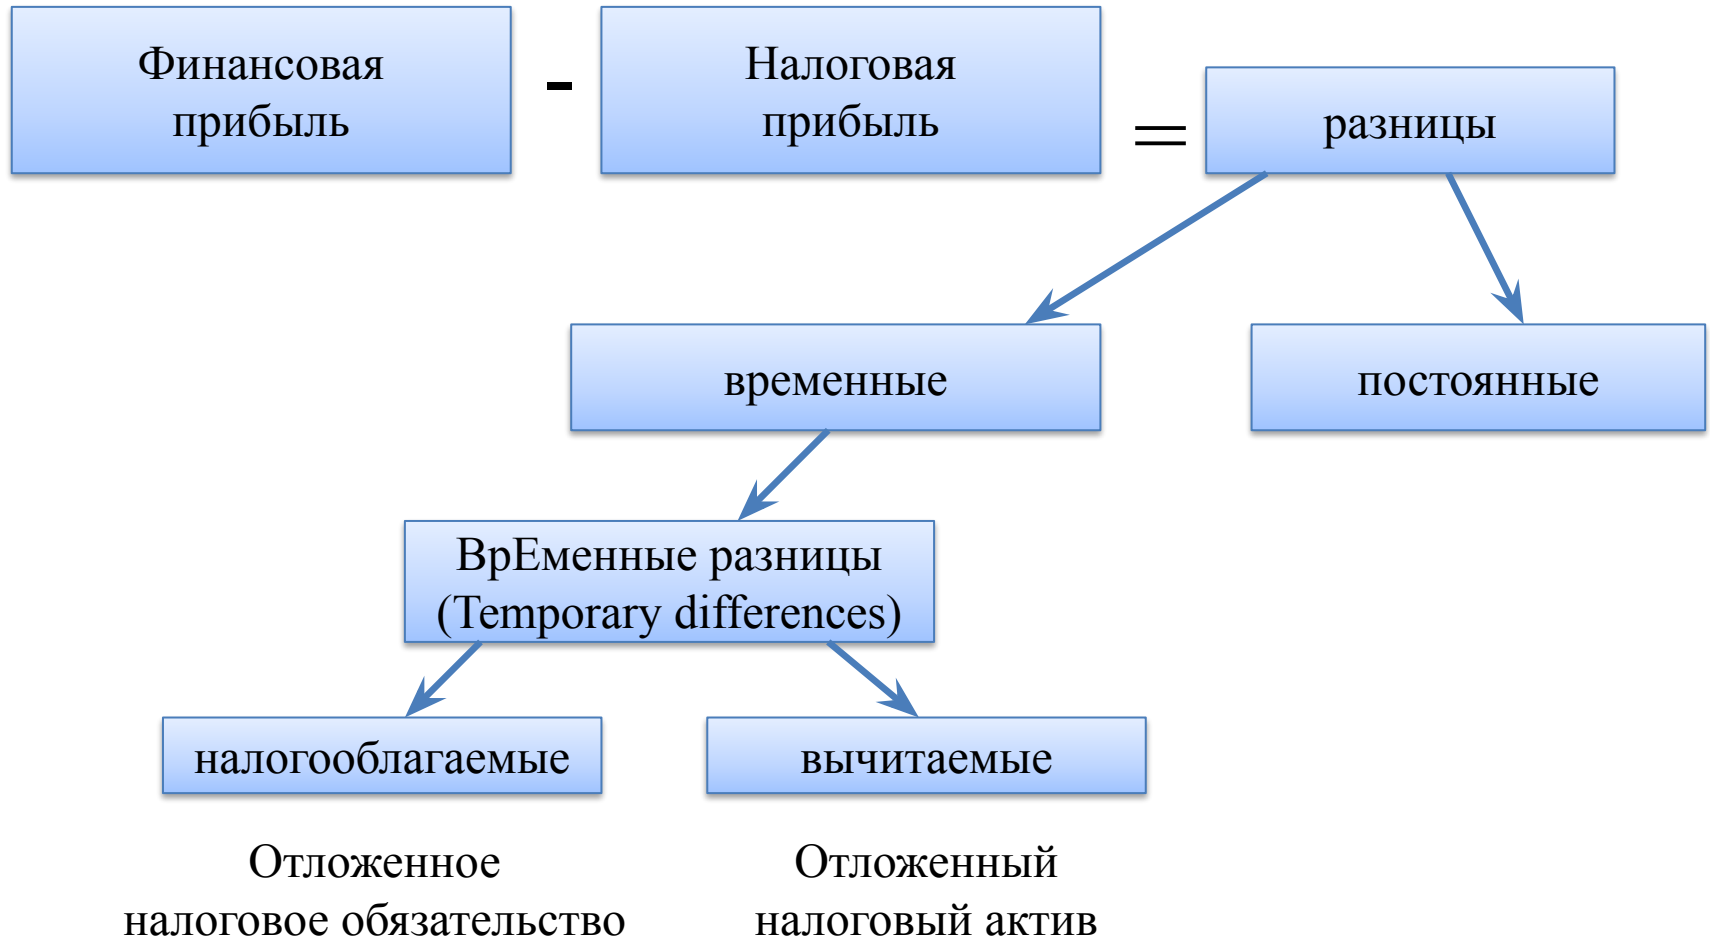 Финансовая
прибыль
-
Налоговая
прибыль
=
разницы
временные
постоянные
ВрЕменные разницы
(Temporary differences)
налогооблагаемые
вычитаемые
Отложенное
налоговое обязательство
Отложенный
налоговый актив